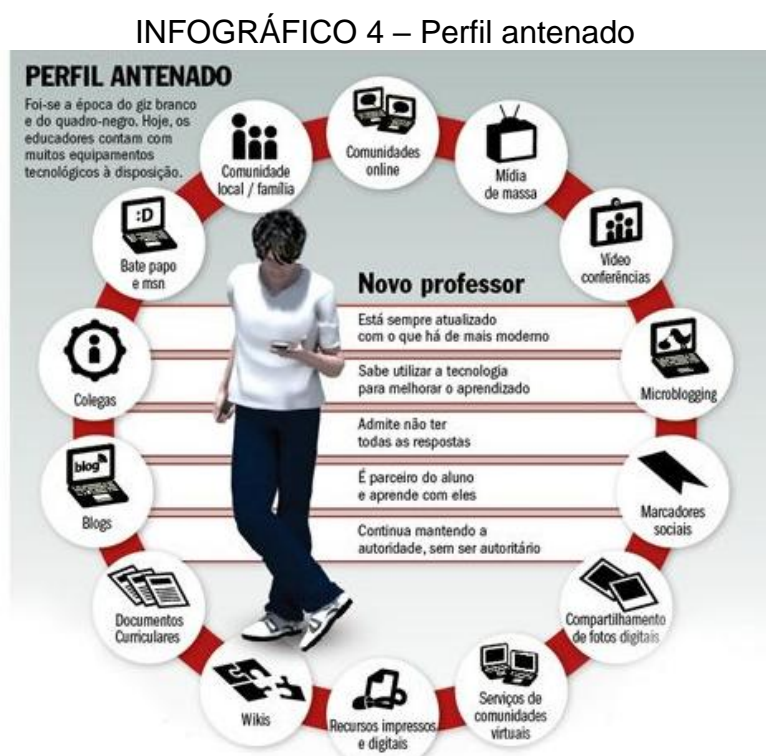 INFOGRÁFICO 4 – Perfil antenado
PERFIL ANTENADO
Foi-se a época do giz branco
e do quadro-negro. Hoje, os
educadores contam com
muitos equipamentos
tecnológicos à disposição.
Comunidade
local / família
Comunidades
online
Mídia
de massa
Vídeo
conferências
Microblogging
Marcadores
sociais
Compartilhamento
de fotos digitais
Serviços de
comunidades
virtuais
Recursos impressos
e digitais
Wikis
Documentos
Curriculares
blog
Blogs
Colegas
:D
Bate papo
e msn
Novo professor
Está sempre atualizado
com o que há de mais moderno
Sabe utilizar a tecnologia
para melhorar o aprendizado
Admite não ter
todas as respostas
É parceiro do aluno
e aprende com eles
Continua mantendo a
autoridade, sem ser autoritário